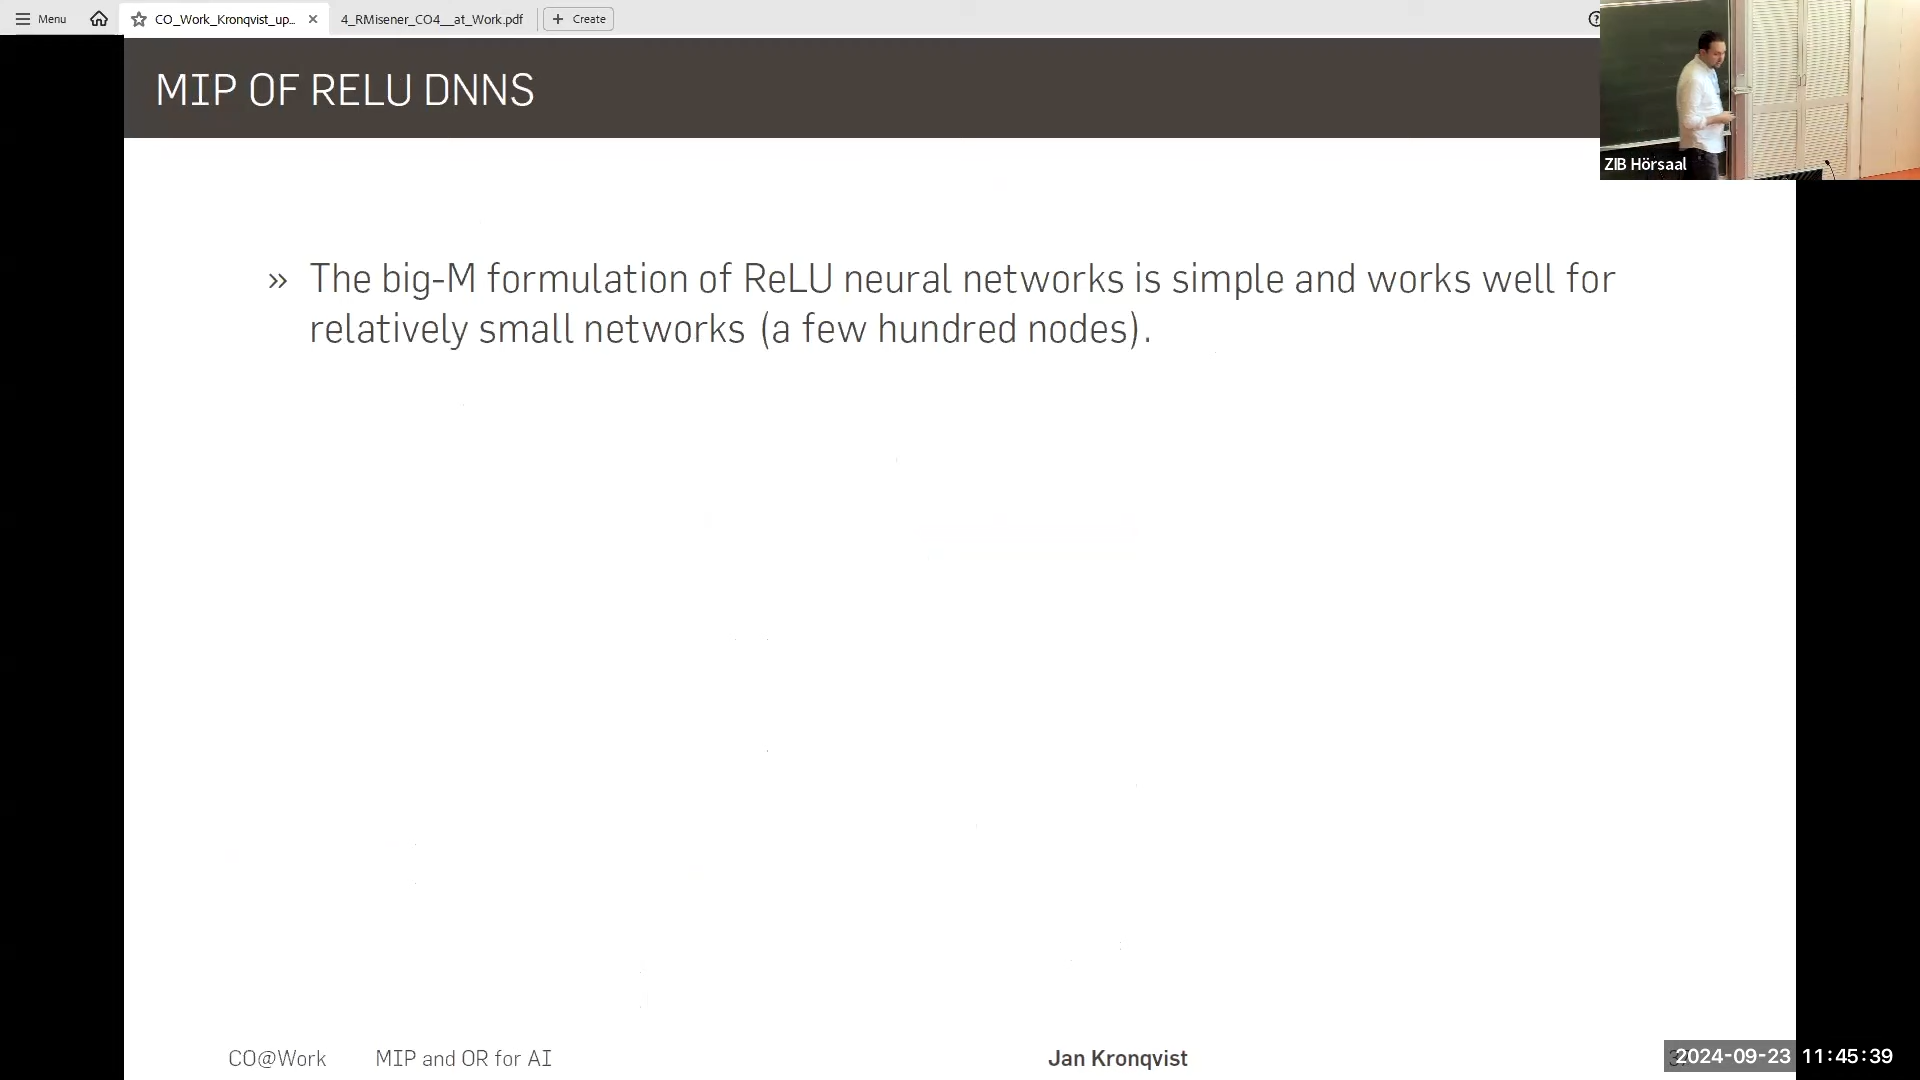 Menu
CO_Work_Kronqvist_up...
4_RMisener_CO4__at_Work.pdf
Create
MIP OF RELU DNNS
ZIB Hörsaal
» The big-M formulation of ReLU neural networks is simple and works well for
relatively small networks (a few hundred nodes).
CO@Work MIP and OR for AI Jan Kronqvist
2024-09-23 11:45:39